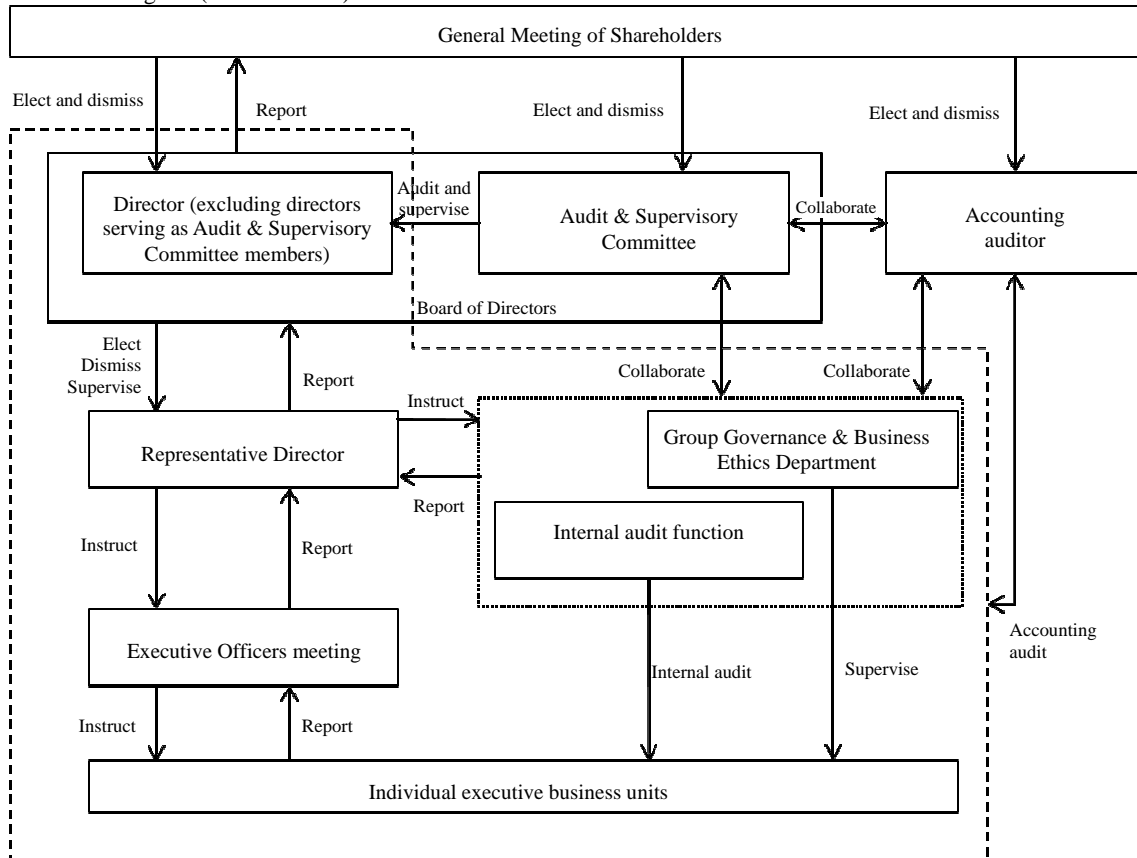 General Meeting of Shareholders
Elect and dismiss
Report
Elect and dismiss
Elect and dismiss
Director (excluding directors
serving as Audit & Supervisory
Committee members)
Audit and
supervise
Audit & Supervisory
Committee
Collaborate
Accounting
auditor
Board of Directors
Elect
Dismiss
Supervise
Report
Collaborate
Collaborate
Instruct
Representative Director
Report
Group Governance & Business
Ethics Department
Internal audit function
Instruct
Report
Executive Officers meeting
Internal audit
Supervise
Accounting
audit
Instruct
Report
Individual executive business units